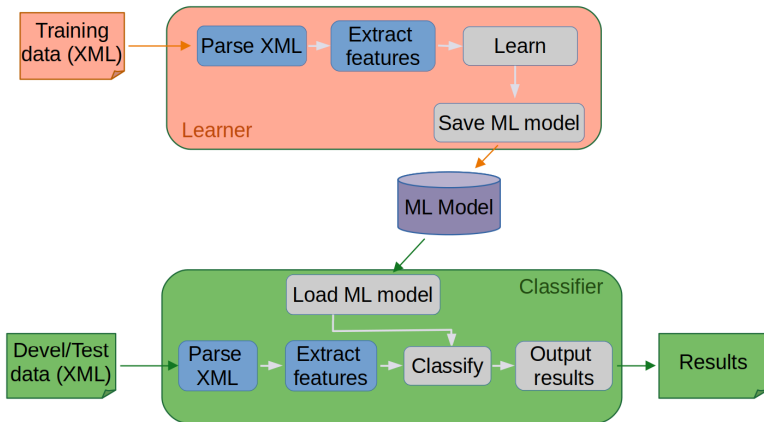 Training
data (XML)
Parse XML
Extract
features
Learn
Save ML model
Learner
ML Model
Load ML model
Classifier
Devel/Test
data (XML)
Parse
XML
Extract
features
Classify
Output
results
Results